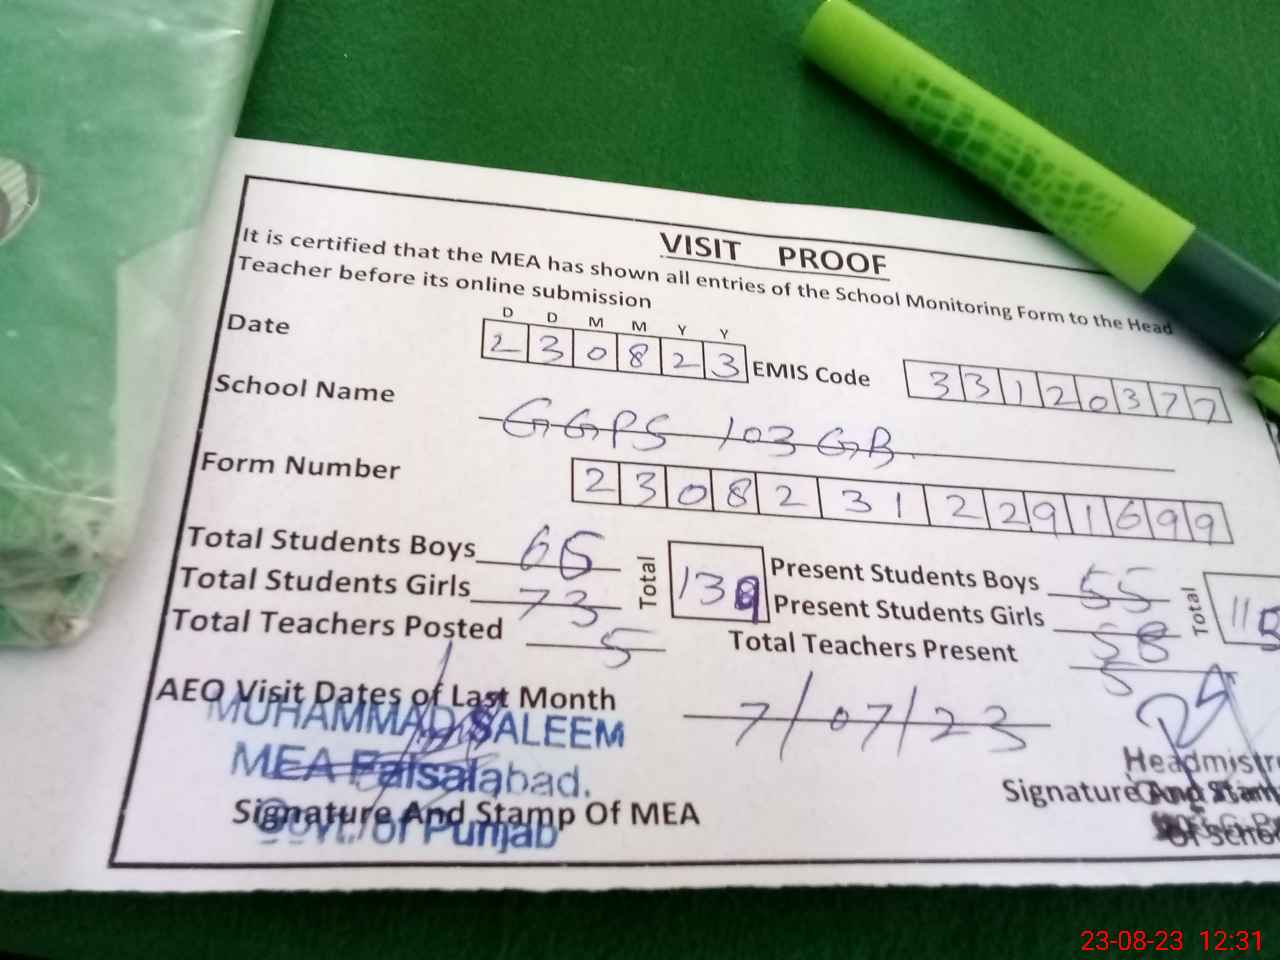 VISIT PROOF
It is certified that the MEA has shown all entries of the School Monitoring Form to the Head
Teacher before its online submission
D D M M Y Y
Date 2 3 0 8 2 3 EMIS Code 3 3 1 2 0 3 7 7
School Name GGPS 103 GB
Form Number 2 3 0 8 2 3 1 2 2 9 1 6 9 9
Total Students Boys 66 Total Present Students Boys 55 Total
Total Students Girls 73 139 Present Students Girls 58
Total Teachers Posted 5 Total Teachers Present 5
AEO Visit Dates of Last Month 7/07/23
MUHAMMAD SALEEM
MEA Faisalabad.
Govt. of Punjab
Signature And Stamp Of MEA
Signature And
23-08-23 12:31